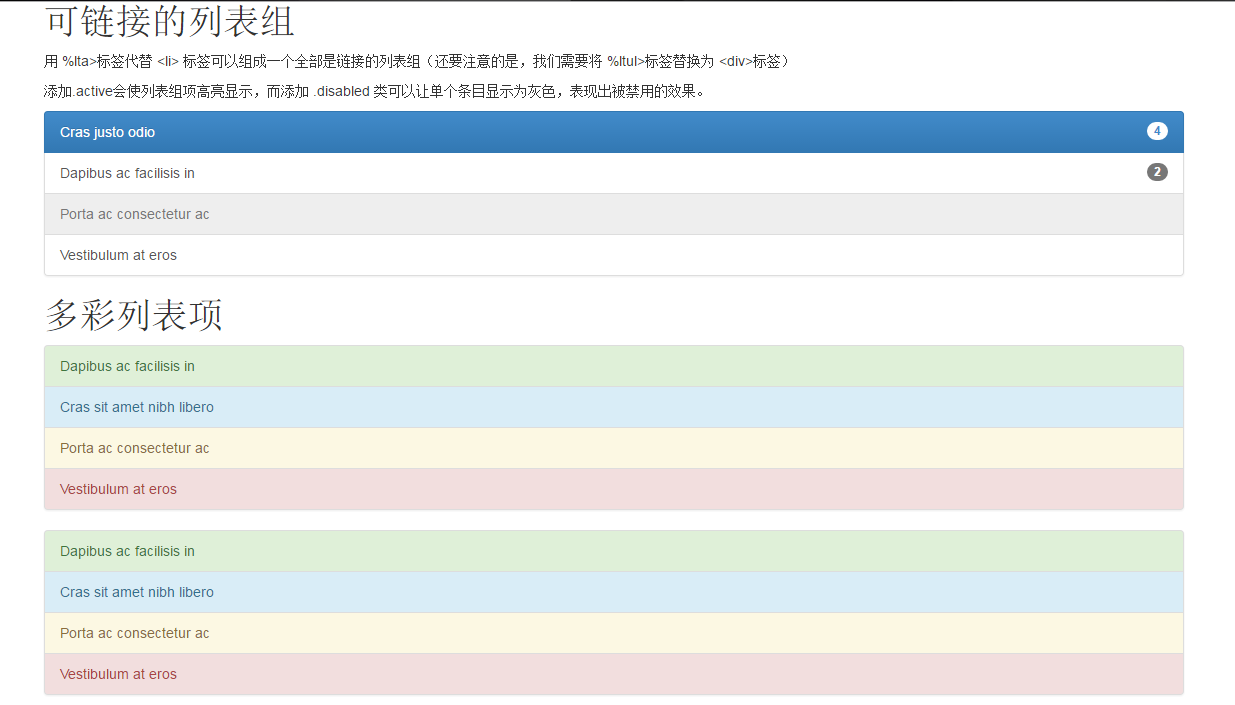 可链接的列表组
用 %lta>标签代替 <li> 标签可以组成一个全部是链接的列表组（还要注意的是，我们需要将 %ltul>标签替换为 <div>标签）
添加.active会使列表组项高亮显示，而添加 .disabled 类可以让单个条目显示为灰色，表现出被禁用的效果。
Cras justo odio 4
Dapibus ac facilisis in 2
Porta ac consectetur ac
Vestibulum at eros
多彩列表项
Dapibus ac facilisis in
Cras sit amet nibh libero
Porta ac consectetur ac
Vestibulum at eros
Dapibus ac facilisis in
Cras sit amet nibh libero
Porta ac consectetur ac
Vestibulum at eros